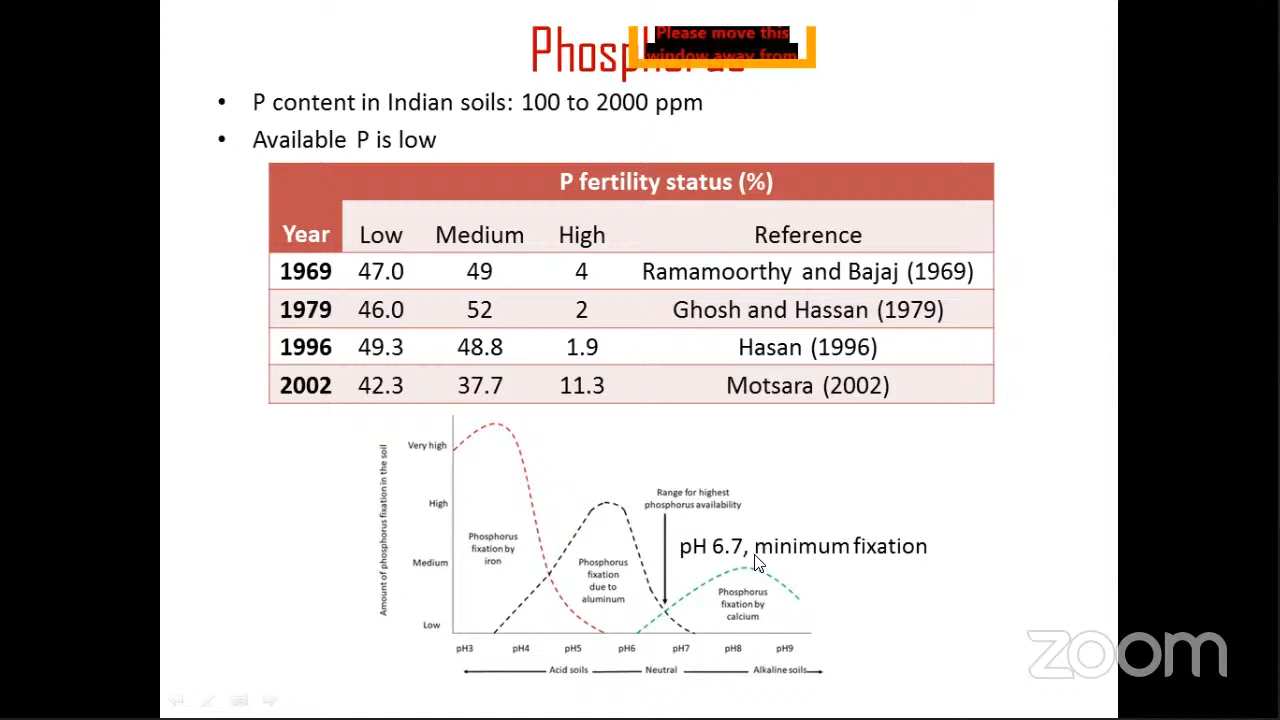 Phosphorus
Please move this
window away from
• P content in Indian soils: 100 to 2000 ppm
• Available P is low
P fertility status (%)
Year Low Medium High Reference
1969 47.0 49 4 Ramamoorthy and Bajaj (1969)
1979 46.0 52 2 Ghosh and Hassan (1979)
1996 49.3 48.8 1.9 Hasan (1996)
2002 42.3 37.7 11.3 Motsara (2002)
Amount of phosphorus fixation in the soil
Very high
High
Medium
Low
Phosphorus
fixation by
iron
Phosphorus
fixation
due to
aluminum
Range for highest
phosphorus availability
pH 6.7, minimum fixation
Phosphorus
fixation by
calcium
pH3 pH4 pH5 pH6 pH7 pH8 pH9
Acid soils Neutral Alkaline soils
zoom